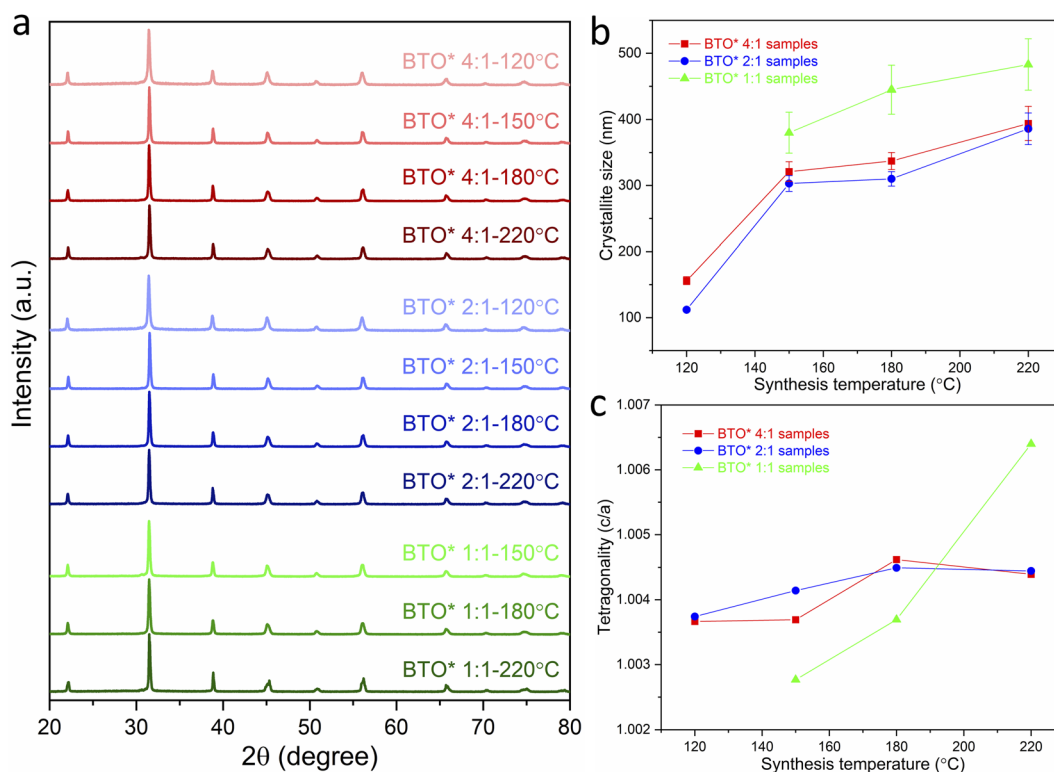 a
Intensity (a.u.)
BTO* 4:1-120°C
BTO* 4:1-150°C
BTO* 4:1-180°C
BTO* 4:1-220°C
BTO* 2:1-120°C
BTO* 2:1-150°C
BTO* 2:1-180°C
BTO* 2:1-220°C
BTO* 1:1-150°C
BTO* 1:1-180°C
BTO* 1:1-220°C
20 30 40 50 60 70 80
2θ (degree)
b
BTO* 4:1 samples
BTO* 2:1 samples
BTO* 1:1 samples
Crystallite size (nm)
500
400
300
200
100
120 140 160 180 200 220
Synthesis temperature (°C)
c
BTO* 4:1 samples
BTO* 2:1 samples
BTO* 1:1 samples
Tetragonality (c/a)
1.007
1.006
1.005
1.004
1.003
1.002
120 140 160 180 200 220
Synthesis temperature (°C)